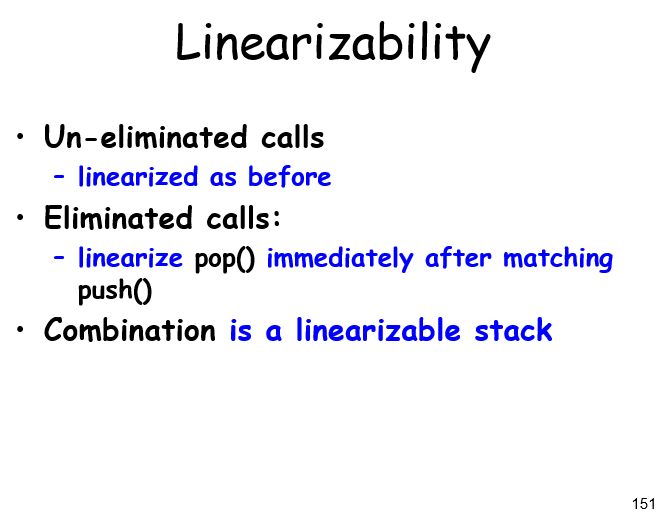 Linearizability
• Un-eliminated calls
– linearized as before
• Eliminated calls:
– linearize pop() immediately after matching
push()
• Combination is a linearizable stack
151